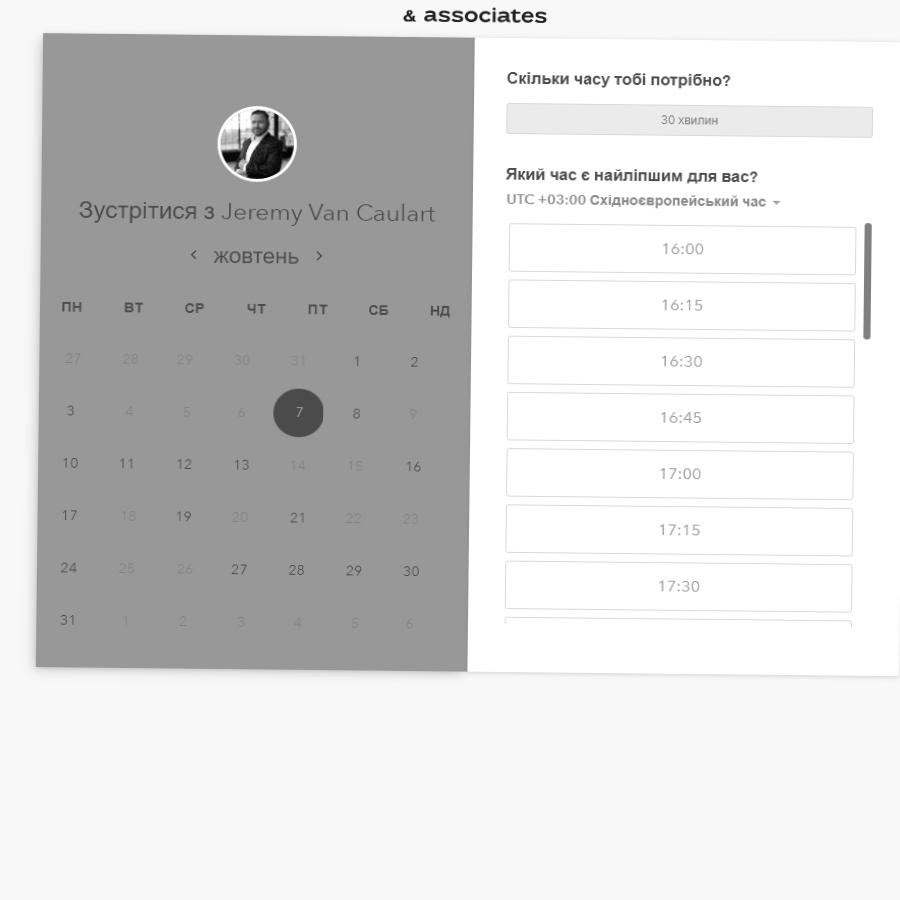 & associates
Зустрітися з Jeremy Van Caulart
жовтень
ПН ВТ СР ЧТ ПТ СБ НД
27 28 29 30 31 1 2
3 4 5 6 7 8 9
10 11 12 13 14 15 16
17 18 19 20 21 22 23
24 25 26 27 28 29 30
31 1 2 3 4 5 6
Скільки часу тобі потрібно?
30 хвилин
Який час є найліпшим для вас?
UTC +03:00 Східноєвропейський час
16:00
16:15
16:30
16:45
17:00
17:15
17:30